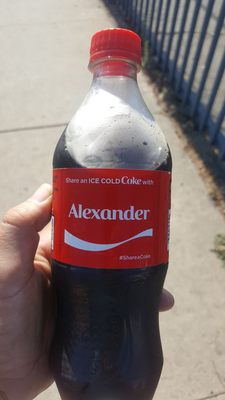 Share an ICE COLD Coke with
Alexander
#ShareaCoke